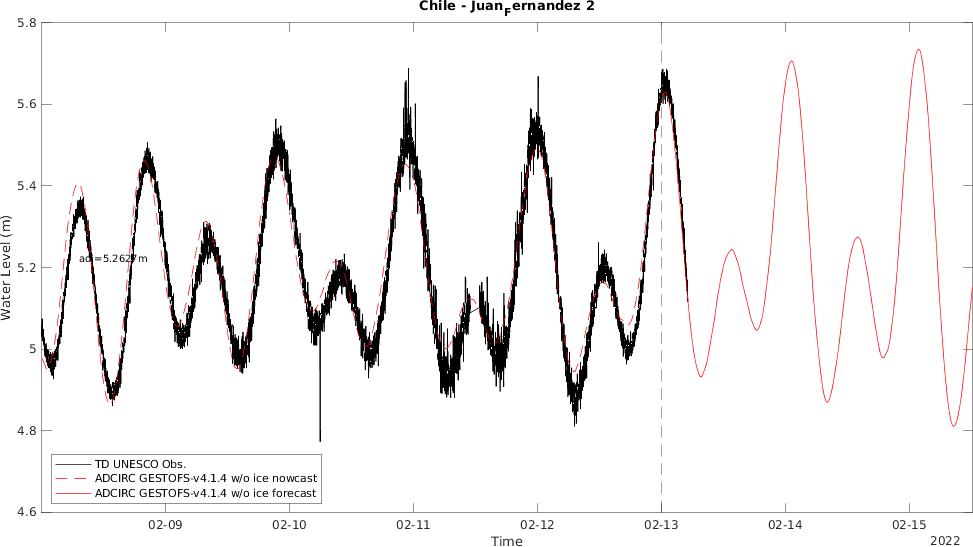 Chile - Juan_Fernandez 2
5.8
5.6
5.4
5.2
5
4.8
4.6
Water Level (m)
adj=5.2627m
TD UNESCO Obs.
ADCIRC GESTOFS-v4.1.4 w/o ice nowcast
ADCIRC GESTOFS-v4.1.4 w/o ice forecast
02-09
02-10
02-11
02-12
02-13
02-14
02-15
Time
2022